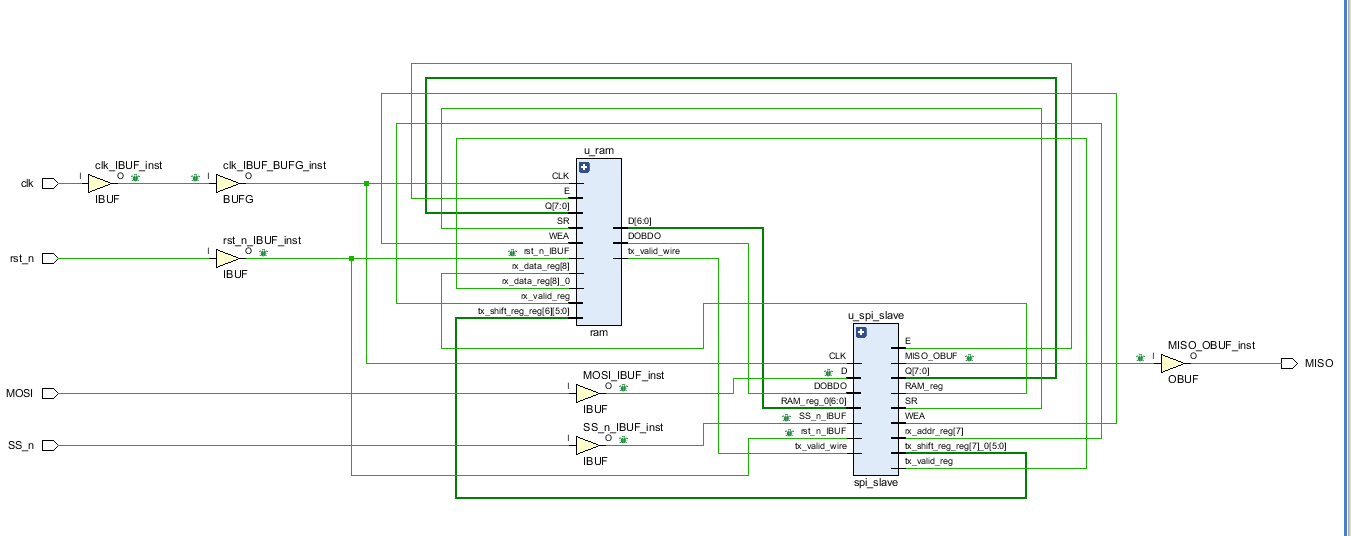 clk
I
clk_IBUF_inst
O
IBUF
I
clk_IBUF_BUFG_inst
O
BUFG
rst_n
I
rst_n_IBUF_inst
O
IBUF
MOSI
I
MOSI_IBUF_inst
O
IBUF
SS_n
I
SS_n_IBUF_inst
O
IBUF
u_ram
CLK
E
Q[7:0]
SR
WEA
rst_n_IBUF
rx_data_reg[8]
rx_data_reg[8]_0
rx_valid_reg
tx_shift_reg_reg[6][5:0]
D[6:0]
DOBDO
tx_valid_wire
ram
u_spi_slave
CLK
D
DOBDO
RAM_reg_0[6:0]
SS_n_IBUF
rst_n_IBUF
tx_valid_wire
E
MISO_OBUF
Q[7:0]
RAM_reg
SR
WEA
rx_addr_reg[7]
tx_shift_reg_reg[7]_0[5:0]
tx_valid_reg
spi_slave
I
MISO_OBUF_inst
O
OBUF
MISO